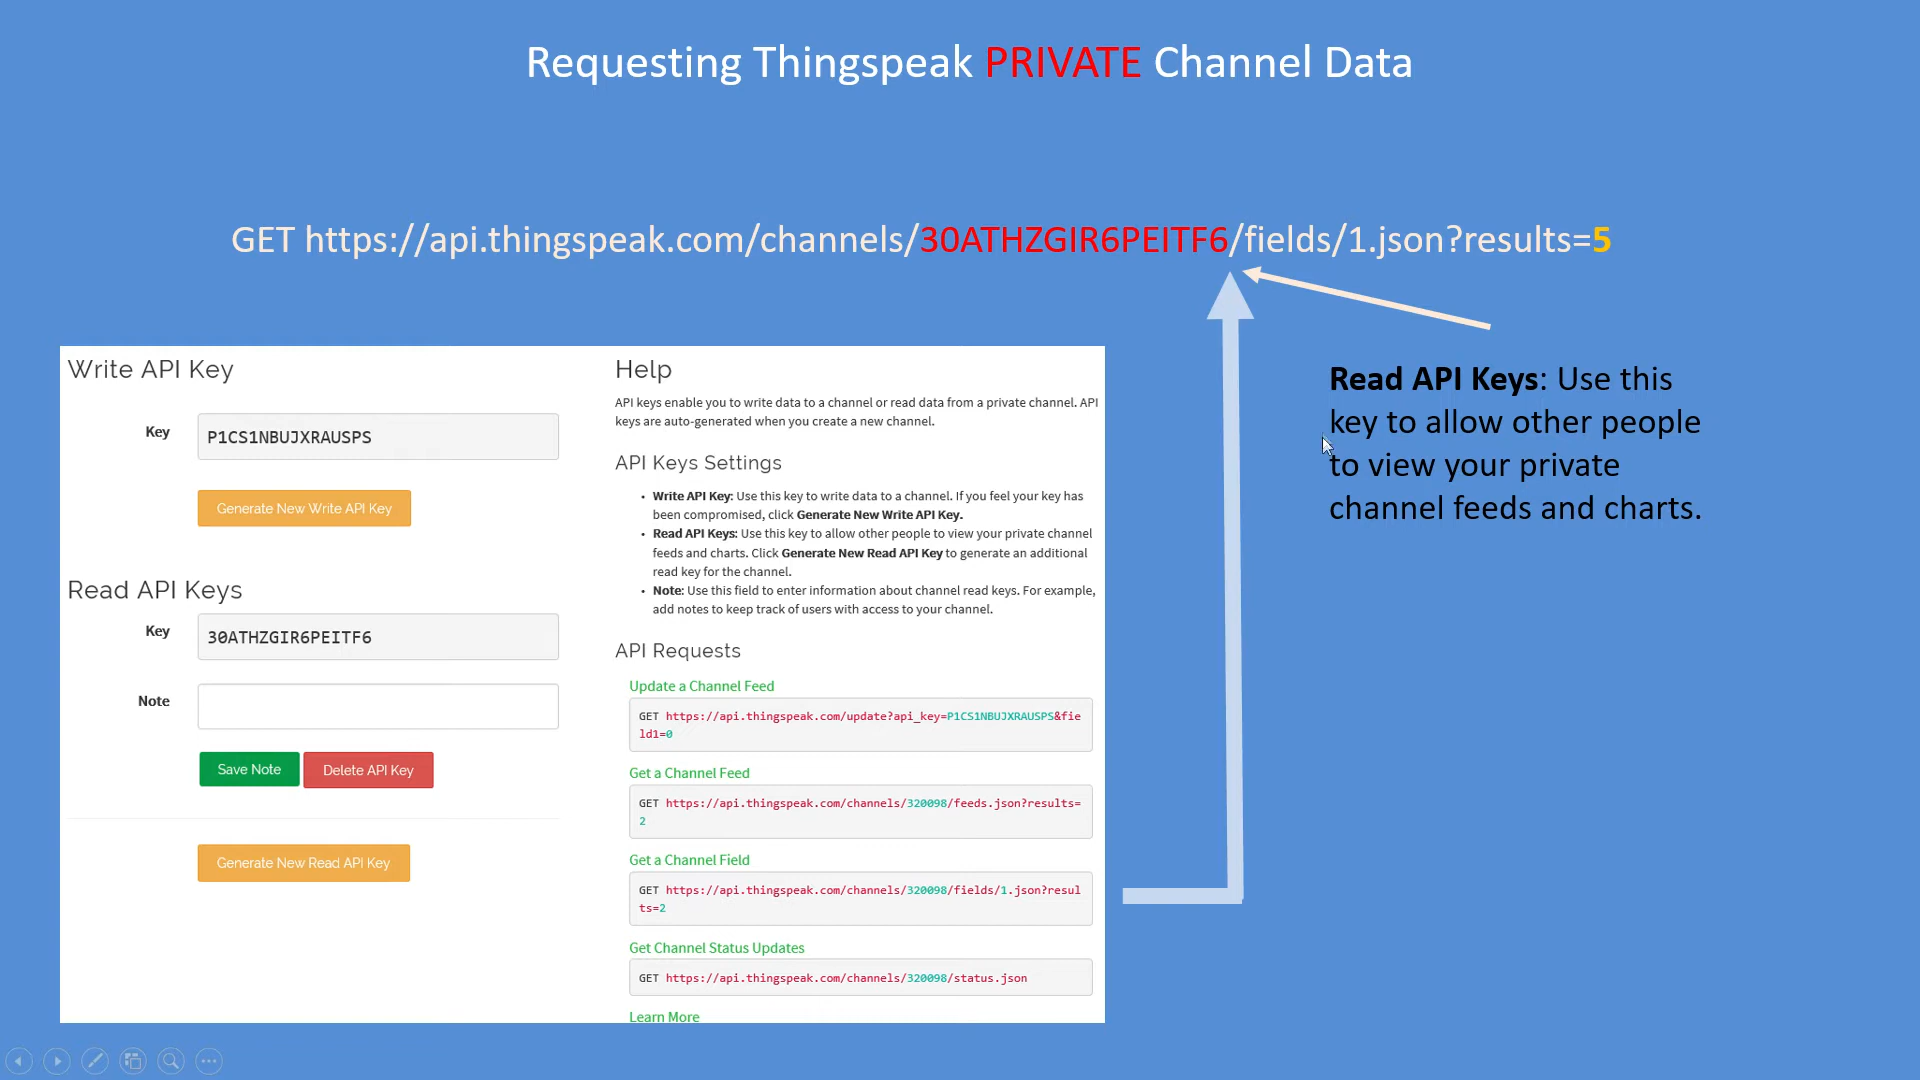 Requesting Thingspeak PRIVATE Channel Data
GET https://api.thingspeak.com/channels/30ATHZGIR6PEITF6/fields/1.json?results=5
Write API Key
Key
P1CS1NBUJXRAUSPS
Generate New Write API Key
Read API Keys
Key
30ATHZGIR6PEITF6
Note
Save Note
Delete API Key
Generate New Read API Key
Help
API keys enable you to write data to a channel or read data from a private channel. API
keys are auto-generated when you create a new channel.
API Keys Settings
• Write API Key: Use this key to write data to a channel. If you feel your key has
been compromised, click Generate New Write API Key.
• Read API Keys: Use this key to allow other people to view your private channel
feeds and charts. Click Generate New Read API Key to generate an additional
read key for the channel.
• Note: Use this field to enter information about channel read keys. For example,
add notes to keep track of users with access to your channel.
API Requests
Update a Channel Feed
GET https://api.thingspeak.com/update?api_key=P1CS1NBUJXRAUSPS&fie
ld1=0
Get a Channel Feed
GET https://api.thingspeak.com/channels/320098/feeds.json?results=
2
Get a Channel Field
GET https://api.thingspeak.com/channels/320098/fields/1.json?resul
ts=2
Get Channel Status Updates
GET https://api.thingspeak.com/channels/320098/status.json
Learn More
Read API Keys: Use this
key to allow other people
to view your private
channel feeds and charts.